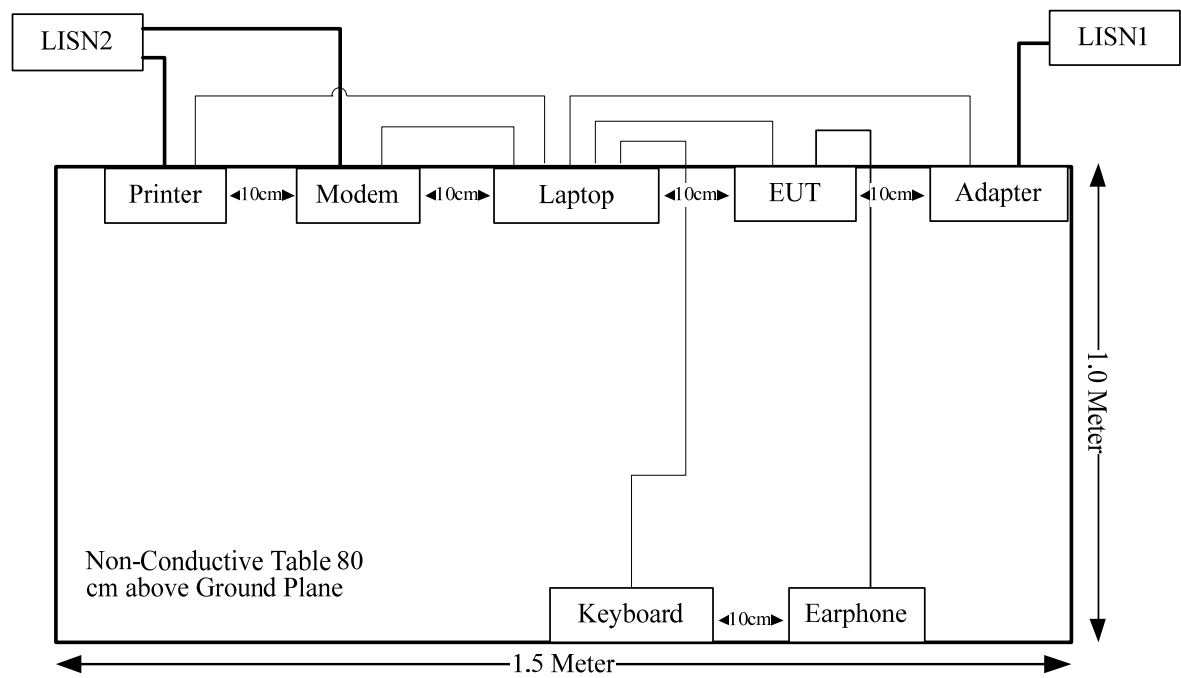 LISN2
LISN1
Printer
10cm
Modem
10cm
Laptop
10cm
EUT
10cm
Adapter
1.0 Meter
Non-Conductive Table 80
cm above Ground Plane
Keyboard
10cm
Earphone
1.5 Meter